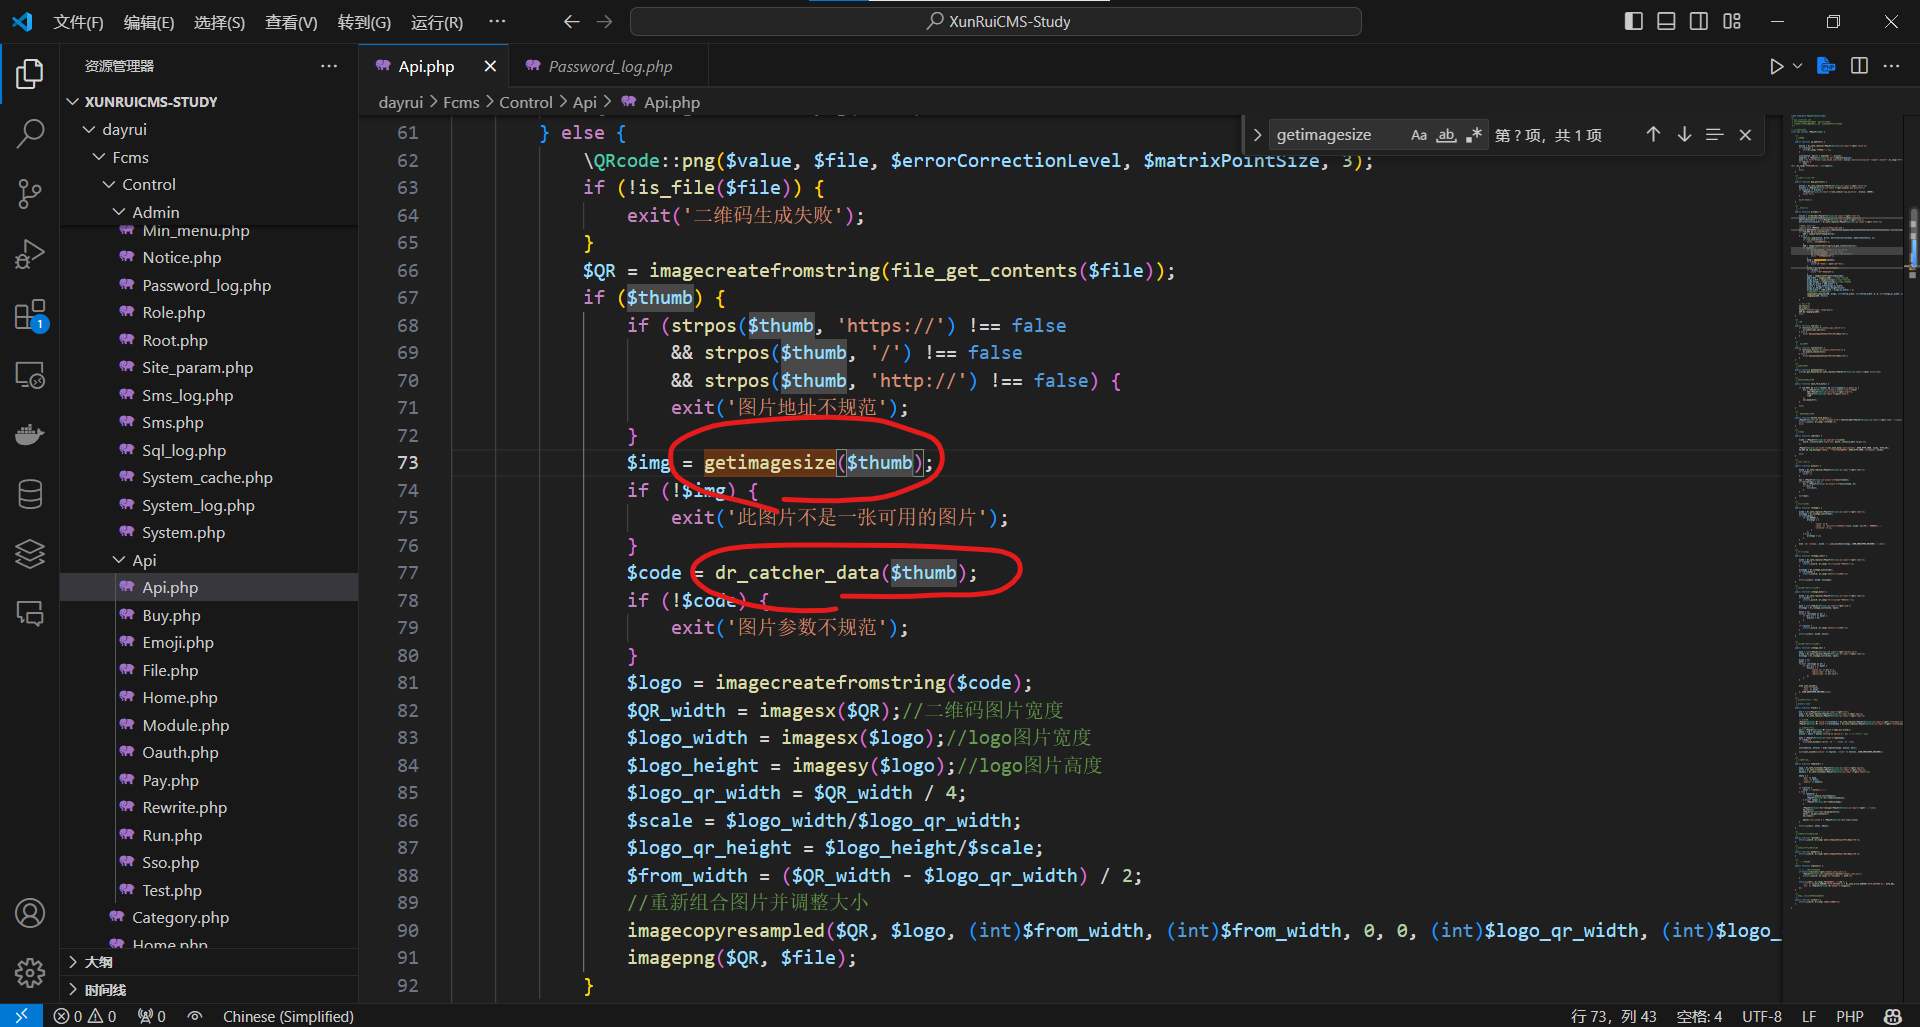 文件(F) 编辑(E) 选择(S) 查看(V) 转到(G) 运行(R) ··· XunRuiCMS-Study
资源管理器
XUNRUICMS-STUDY
dayrui
Fcms
Control
Admin
Min_menu.php
Notice.php
Password_log.php
Role.php
Root.php
Site_param.php
Sms_log.php
Sms.php
Sql_log.php
System_cache.php
System_log.php
System.php
Api
Api.php
Buy.php
Emoji.php
File.php
Home.php
Module.php
Oauth.php
Pay.php
Rewrite.php
Run.php
Sso.php
Test.php
Category.php
Home.php
大纲
时间线
1
Api.php Password_log.php
dayrui > Fcms > Control > Api > Api.php
getimagesize Aa ab .* 第 ? 项，共 1 项
61 } else {
62 \QRcode::png($value, $file, $errorCorrectionLevel, $matrixPointSize, 3);
63 if (!is_file($file)) {
64 exit('二维码生成失败');
65 }
66 $QR = imagecreatefromstring(file_get_contents($file));
67 if ($thumb) {
68 if (strpos($thumb, 'https://') !== false
69 && strpos($thumb, '/') !== false
70 && strpos($thumb, 'http://') !== false) {
71 exit('图片地址不规范');
72 }
73 $img = getimagesize($thumb);
74 if (!$img) {
75 exit('此图片不是一张可用的图片');
76 }
77 $code = dr_catcher_data($thumb);
78 if (!$code) {
79 exit('图片参数不规范');
80 }
81 $logo = imagecreatefromstring($code);
82 $QR_width = imagesx($QR);//二维码图片宽度
83 $logo_width = imagesx($logo);//logo图片宽度
84 $logo_height = imagesy($logo);//logo图片高度
85 $logo_qr_width = $QR_width / 4;
86 $scale = $logo_width/$logo_qr_width;
87 $logo_qr_height = $logo_height/$scale;
88 $from_width = ($QR_width - $logo_qr_width) / 2;
89 //重新组合图片并调整大小
90 imagecopyresampled($QR, $logo, (int)$from_width, (int)$from_width, 0, 0, (int)$logo_qr_width, (int)$logo_
91 imagepng($QR, $file);
92 }
0 0 0 Chinese (Simplified) 行 73，列 43 空格: 4 UTF-8 LF PHP